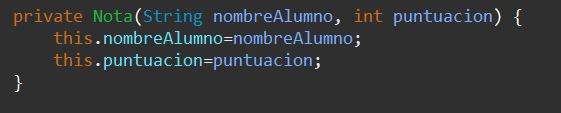 private Nota(String nombreAlumno, int puntuacion) {
    this.nombreAlumno=nombreAlumno;
    this.puntuacion=puntuacion;
}